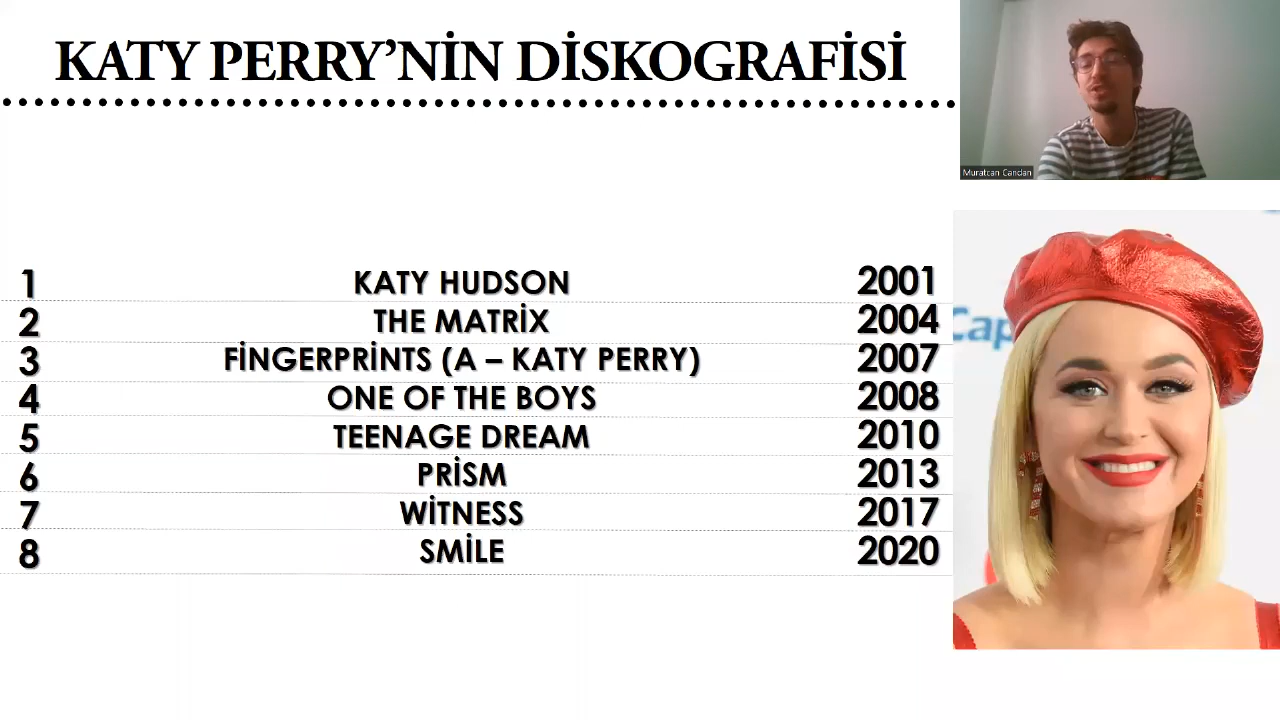 KATY PERRY’NİN DİSKOGRAFİSİ
Muratcan Candan
Cap
1 KATY HUDSON 2001
2 THE MATRİX 2004
3 FİNGERPRİNTS (A – KATY PERRY) 2007
4 ONE OF THE BOYS 2008
5 TEENAGE DREAM 2010
6 PRİSM 2013
7 WİTNESS 2017
8 SMİLE 2020